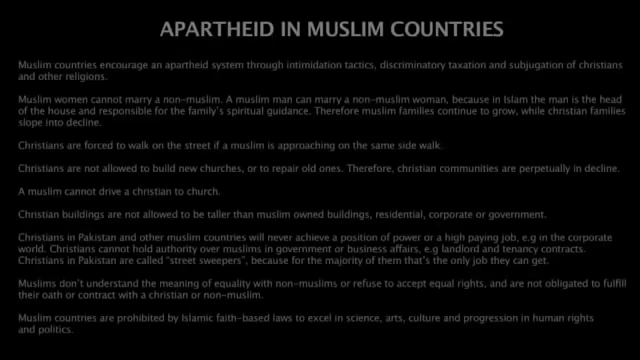 APARTHEID IN MUSLIM COUNTRIES
Muslim countries encourage an apartheid system through intimidation tactics, discriminatory taxation and subjugation of christians
and other religions.
Muslim women cannot marry a non-muslim. A muslim man can marry a non-muslim woman, because in Islam the man is the head
of the house and responsible for the family's spiritual guidance. Therefore muslim families continue to grow, while christian families
slope into decline.
Christians are forced to walk on the street if a muslim is approaching on the same side walk.
Christians are not allowed to build new churches, or to repair old ones. Therefore, christian communities are perpetually in decline.
A muslim cannot drive a christian to church.
Christian buildings are not allowed to be taller than muslim owned buildings, residential, corporate or government.
Christians in Pakistan and other muslim countries will never achieve a position of power or a high paying job, e.g in the corporate
world. Christians cannot hold authority over muslims in government or business affairs, e.g landlord and tenancy contracts.
Christians in Pakistan are called "street sweepers", because for the majority of them that's the only job they can get.
Muslims don't understand the meaning of equality with non-muslims or refuse to accept equal rights, and are not obligated to fulfill
their oath or contract with a christian or non-muslim.
Muslim countries are prohibited by Islamic faith-based laws to excel in science, arts, culture and progression in human rights
and politics.